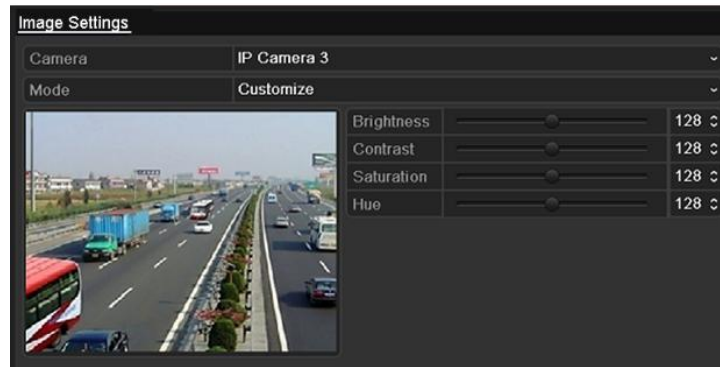 Image Settings
Camera IP Camera 3
Mode Customize
Brightness 128
Contrast 128
Saturation 128
Hue 128